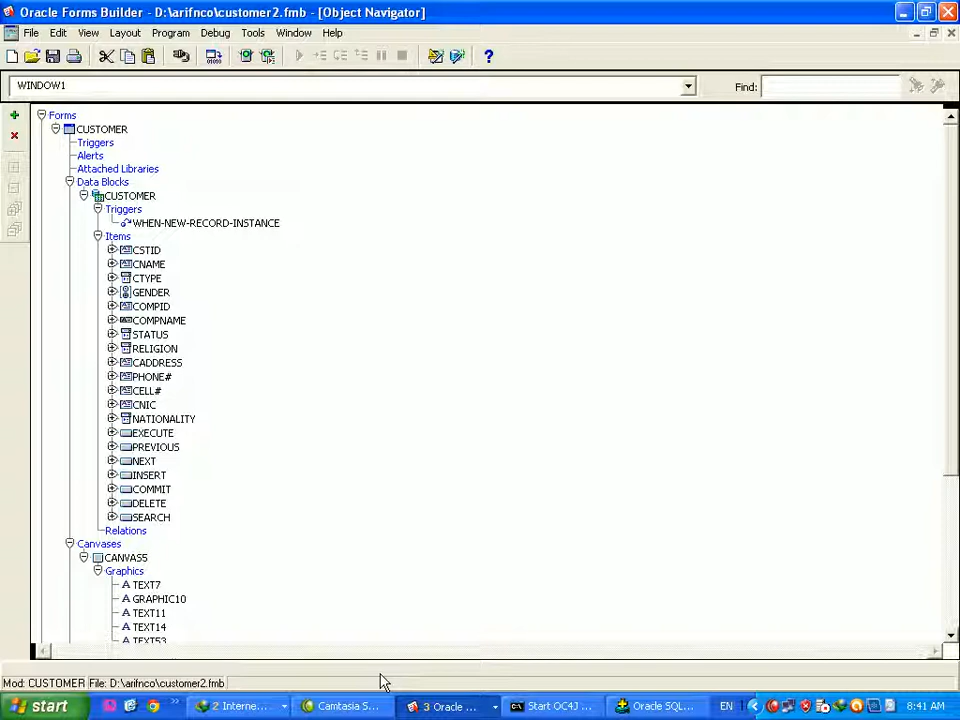 Oracle Forms Builder - D:\arifnco\customer2.fmb - [Object Navigator]
File Edit View Layout Program Debug Tools Window Help
WINDOW1
Find:
Forms
CUSTOMER
Triggers
Alerts
Attached Libraries
Data Blocks
CUSTOMER
Triggers
WHEN-NEW-RECORD-INSTANCE
Items
CSTID
CNAME
CTYPE
GENDER
COMPID
COMPNAME
STATUS
RELIGION
CADDRESS
PHONE#
CELL#
CNIC
NATIONALITY
EXECUTE
PREVIOUS
NEXT
INSERT
COMMIT
DELETE
SEARCH
Relations
Canvases
CANVAS5
Graphics
TEXT7
GRAPHIC10
TEXT11
TEXT14
TEXT53
Mod: CUSTOMER File: D:\arifnco\customer2.fmb
start 2 Interne... Camtasia S... 3 Oracle ... Start OC4J ... Oracle SQL... EN 8:41 AM